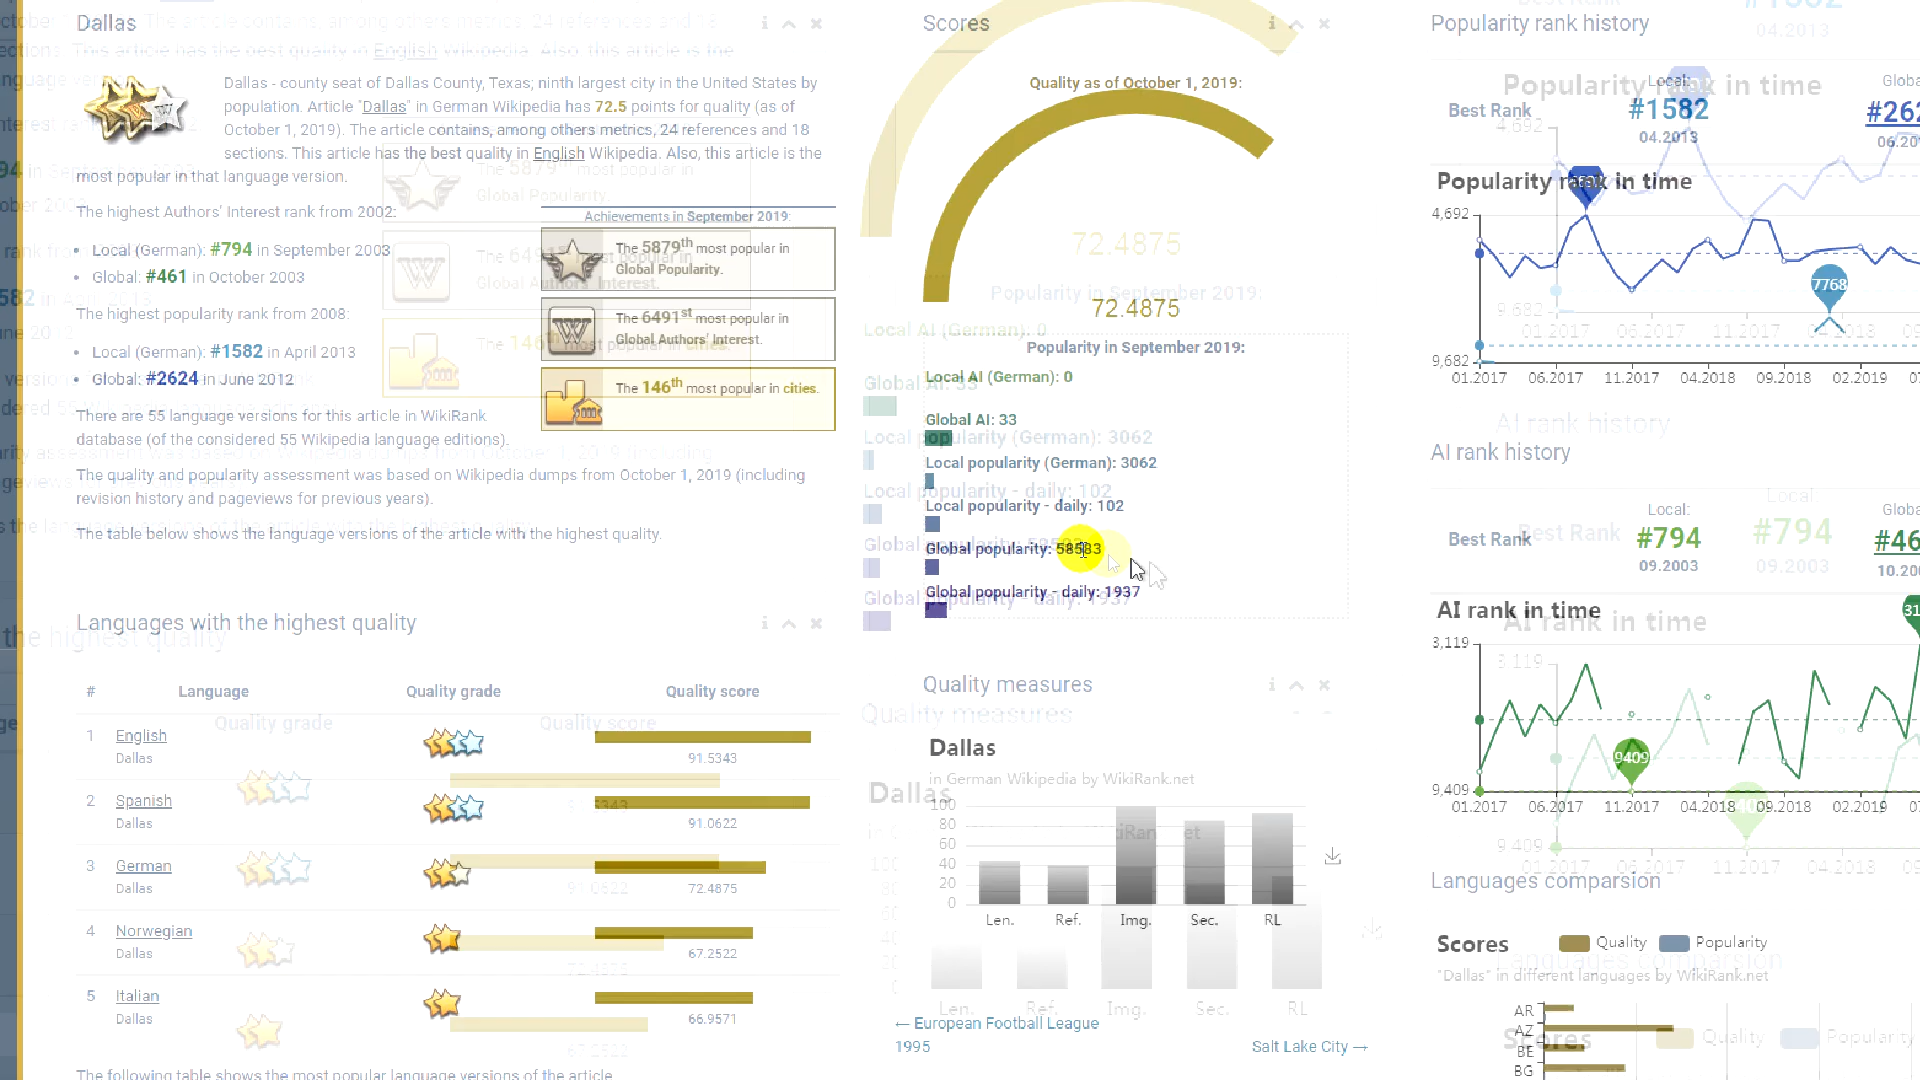 Dallas
Dallas - county seat of Dallas County, Texas; ninth largest city in the United States by
population. Article "Dallas" in German Wikipedia has 72.5 points for quality (as of
October 1, 2019). The article contains, among others metrics, 24 references and 18
sections. This article has the best quality in English Wikipedia. Also, this article is the
most popular in that language version.
The highest Authors' Interest rank from 2002:
Local (German): #794 in September 2003
Global: #461 in October 2003
The highest popularity rank from 2008:
Local (German): #1582 in April 2013
Global: #2624 in June 2012
Achievements in September 2019:
The 5879th most popular in
Global Popularity.
The 6491st most popular in
Global Authors' Interest.
The 146th most popular in cities.
There are 55 language versions for this article in WikiRank
database (of the considered 55 Wikipedia language editions).
The quality and popularity assessment was based on Wikipedia dumps from October 1, 2019 (including
revision history and pageviews for previous years).
The table below shows the language versions of the article with the highest quality.
Languages with the highest quality
# Language Quality grade Quality score
1 English
Dallas 91.5343
2 Spanish
Dallas 91.0622
3 German
Dallas 72.4875
4 Norwegian
Dallas 67.2522
5 Italian
Dallas 66.9571
The following table shows the most popular language versions of the article
Scores
Quality as of October 1, 2019:
72.4875
Popularity in September 2019:
Local AI (German): 0
Global AI: 33
Local popularity (German): 3062
Local popularity - daily: 102
Global popularity: 58583
Global popularity - daily: 1937
Quality measures
Dallas
in German Wikipedia by WikiRank.net
100
80
60
40
20
0
Len. Ref. Img. Sec. RL
← European Football League
1995
Salt Lake City →
Popularity rank history
Local:
Best Rank #1582
04.2013
Popularity rank in time
4,692
7768
9,682
01.2017 06.2017 11.2017 04.2018 09.2018 02.2019
AI rank history
Local:
Best Rank #794
09.2003
AI rank in time
3,119
9409
9,409
01.2017 06.2017 11.2017 04.2018 09.2018 02.2019
Languages comparsion
Scores Quality Popularity
"Dallas" in different languages by WikiRank.net
AR
AZ
BE
BG